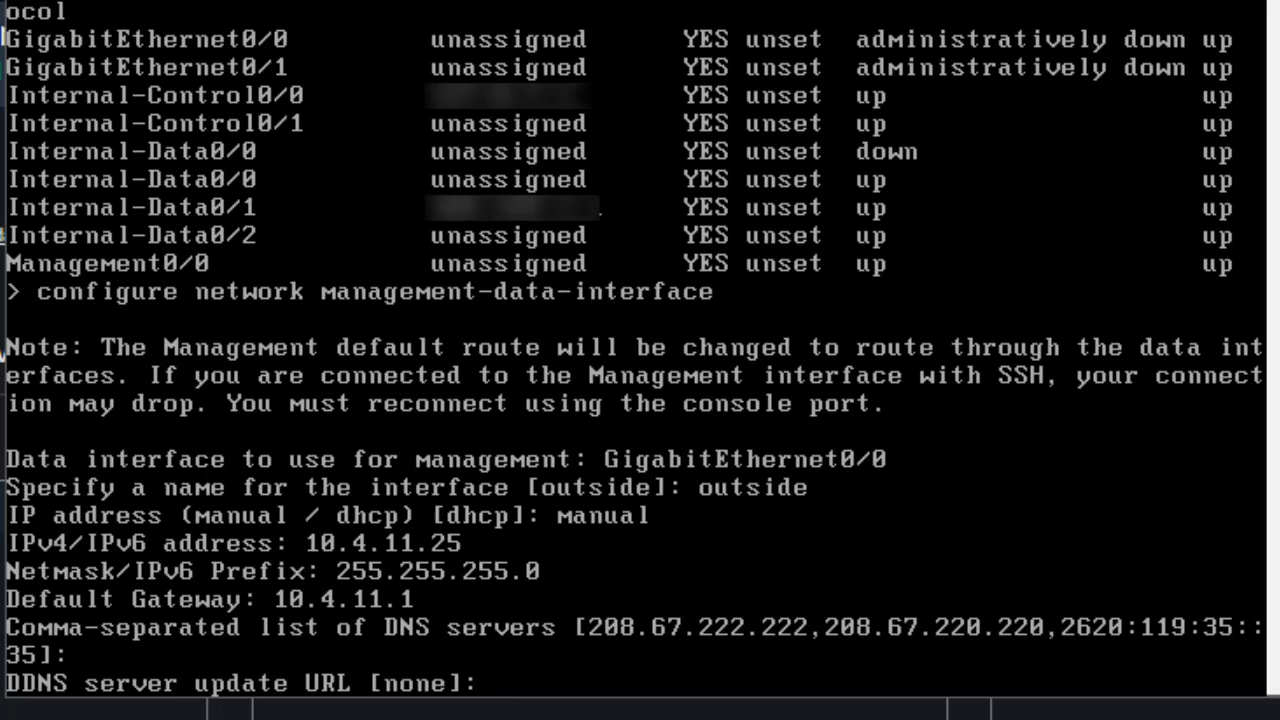 ocol
GigabitEthernet0/0 unassigned YES unset administratively down up
GigabitEthernet0/1 unassigned YES unset administratively down up
Internal-Control0/0 YES unset up up
Internal-Control0/1 unassigned YES unset up up
Internal-Data0/0 unassigned YES unset down up
Internal-Data0/0 unassigned YES unset up up
Internal-Data0/1 YES unset up up
Internal-Data0/2 unassigned YES unset up up
Management0/0 unassigned YES unset up up
> configure network management-data-interface
Note: The Management default route will be changed to route through the data int
erfaces. If you are connected to the Management interface with SSH, your connect
ion may drop. You must reconnect using the console port.
Data interface to use for management: GigabitEthernet0/0
Specify a name for the interface [outside]: outside
IP address (manual / dhcp) [dhcp]: manual
IPv4/IPv6 address: 10.4.11.25
Netmask/IPv6 Prefix: 255.255.255.0
Default Gateway: 10.4.11.1
Comma-separated list of DNS servers [208.67.222.222,208.67.220.220,2620:119:35::
35]:
DDNS server update URL [none]: